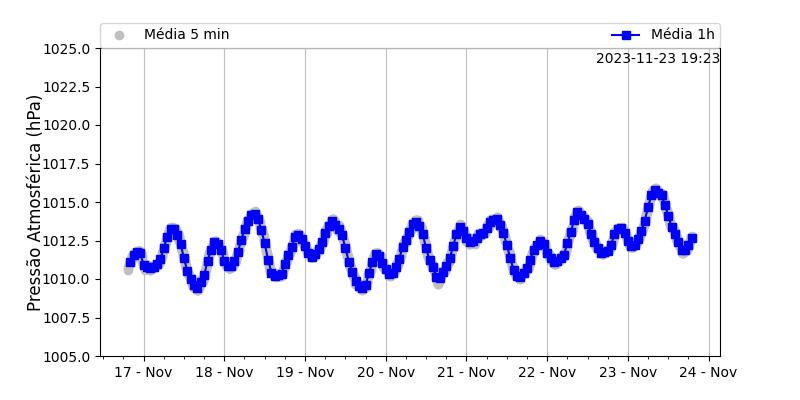 Média 5 min
Média 1h
2023-11-23 19:23
Pressão Atmosférica (hPa)
1025.0
1022.5
1020.0
1017.5
1015.0
1012.5
1010.0
1007.5
1005.0
17 - Nov
18 - Nov
19 - Nov
20 - Nov
21 - Nov
22 - Nov
23 - Nov
24 - Nov